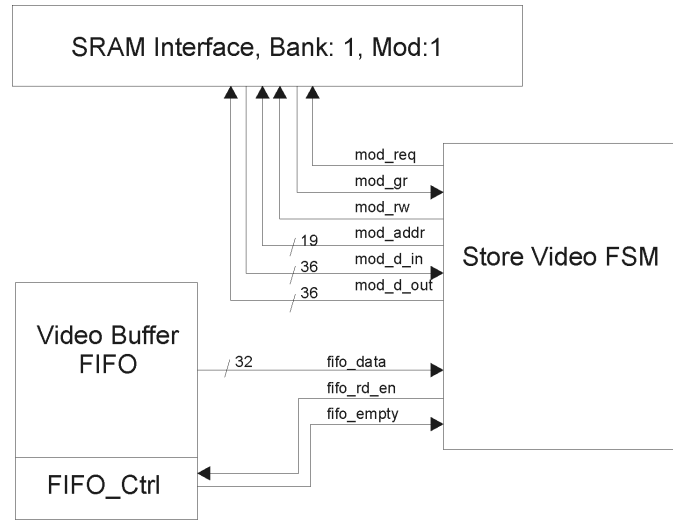 SRAM Interface, Bank: 1, Mod:1
mod_req
mod_gr
mod_rw
mod_addr
19
mod_d_in
36
mod_d_out
36
Store Video FSM
Video Buffer
FIFO
32
fifo_data
fifo_rd_en
fifo_empty
FIFO_Ctrl